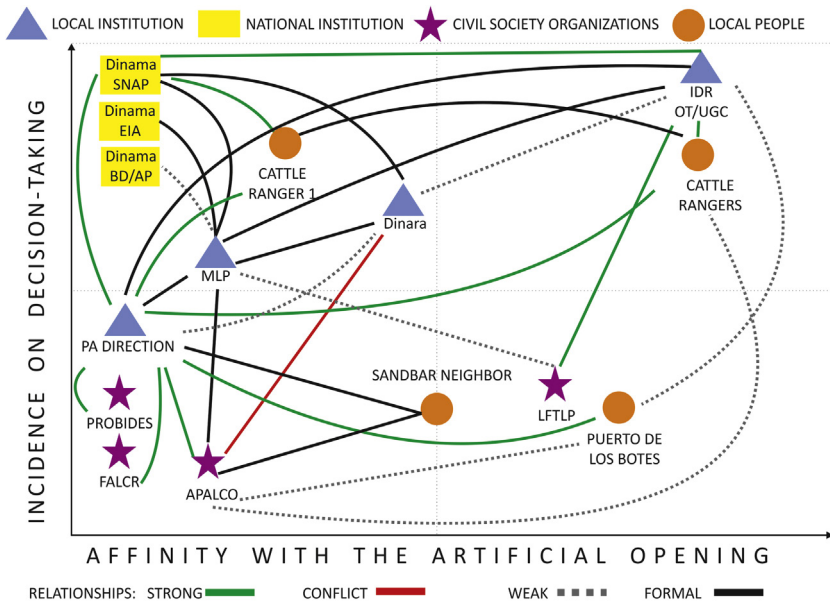 LOCAL INSTITUTION NATIONAL INSTITUTION CIVIL SOCIETY ORGANIZATIONS LOCAL PEOPLE
INCIDENCE ON DECISION-TAKING
Dinama
SNAP
Dinama
EIA
Dinama
BD/AP
CATTLE
RANGER 1
IDR
OT/UGC
CATTLE
RANGERS
Dinara
MLP
PA DIRECTION
PROBIDES
FALCR
APALCO
SANDBAR NEIGHBOR
LFTLP
PUERTO DE
LOS BOTES
AFFINITY WITH THE ARTIFICIAL OPENING
RELATIONSHIPS: STRONG CONFLICT WEAK FORMAL